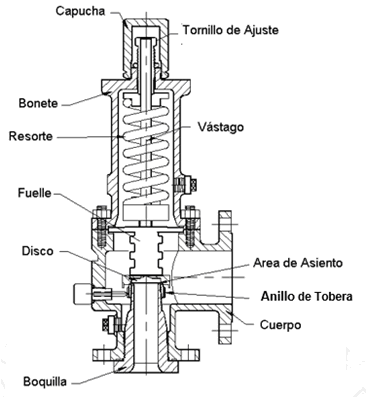 Capucha
Tornillo de Ajuste
Bonete
Resorte
Vástago
Fuelle
Disco
Area de Asiento
Anillo de Tobera
Cuerpo
Boquilla